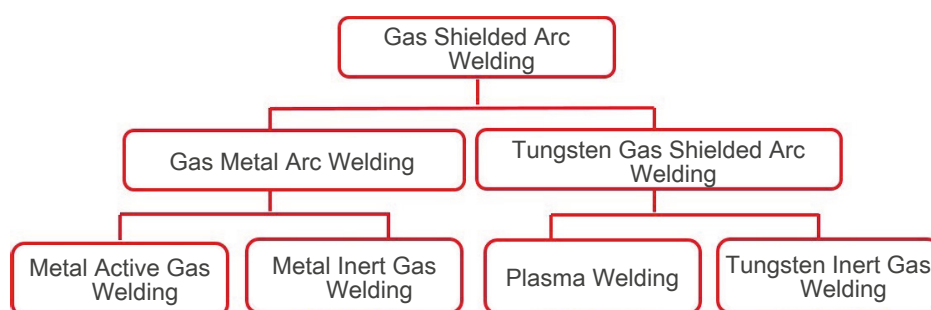 Gas Shielded Arc
Welding
Gas Metal Arc Welding
Tungsten Gas Shielded Arc
Welding
Metal Active Gas
Welding
Metal Inert Gas
Welding
Plasma Welding
Tungsten Inert Gas
Welding